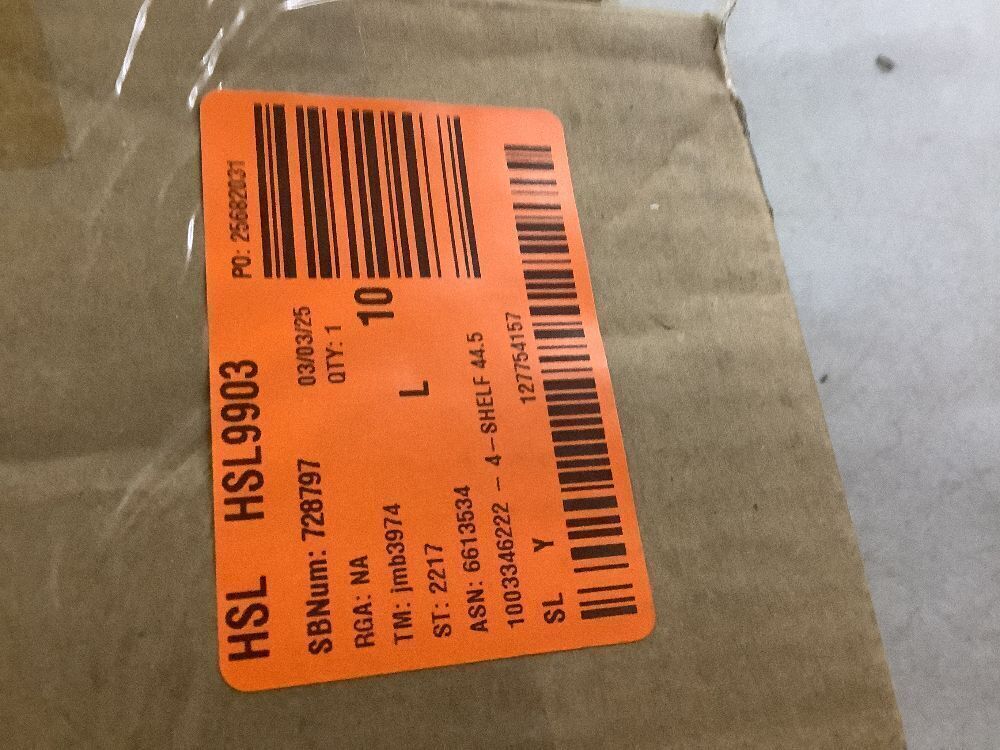 HSL HSL9903
PO: 25682031
SBNum: 728797 03/03/25
RGA: NA QTY: 1
TM: jmb3974 10
ST: 2217 L
ASN: 6613534
1003346222 - 4-SHELF 44.5
SL Y 127754157